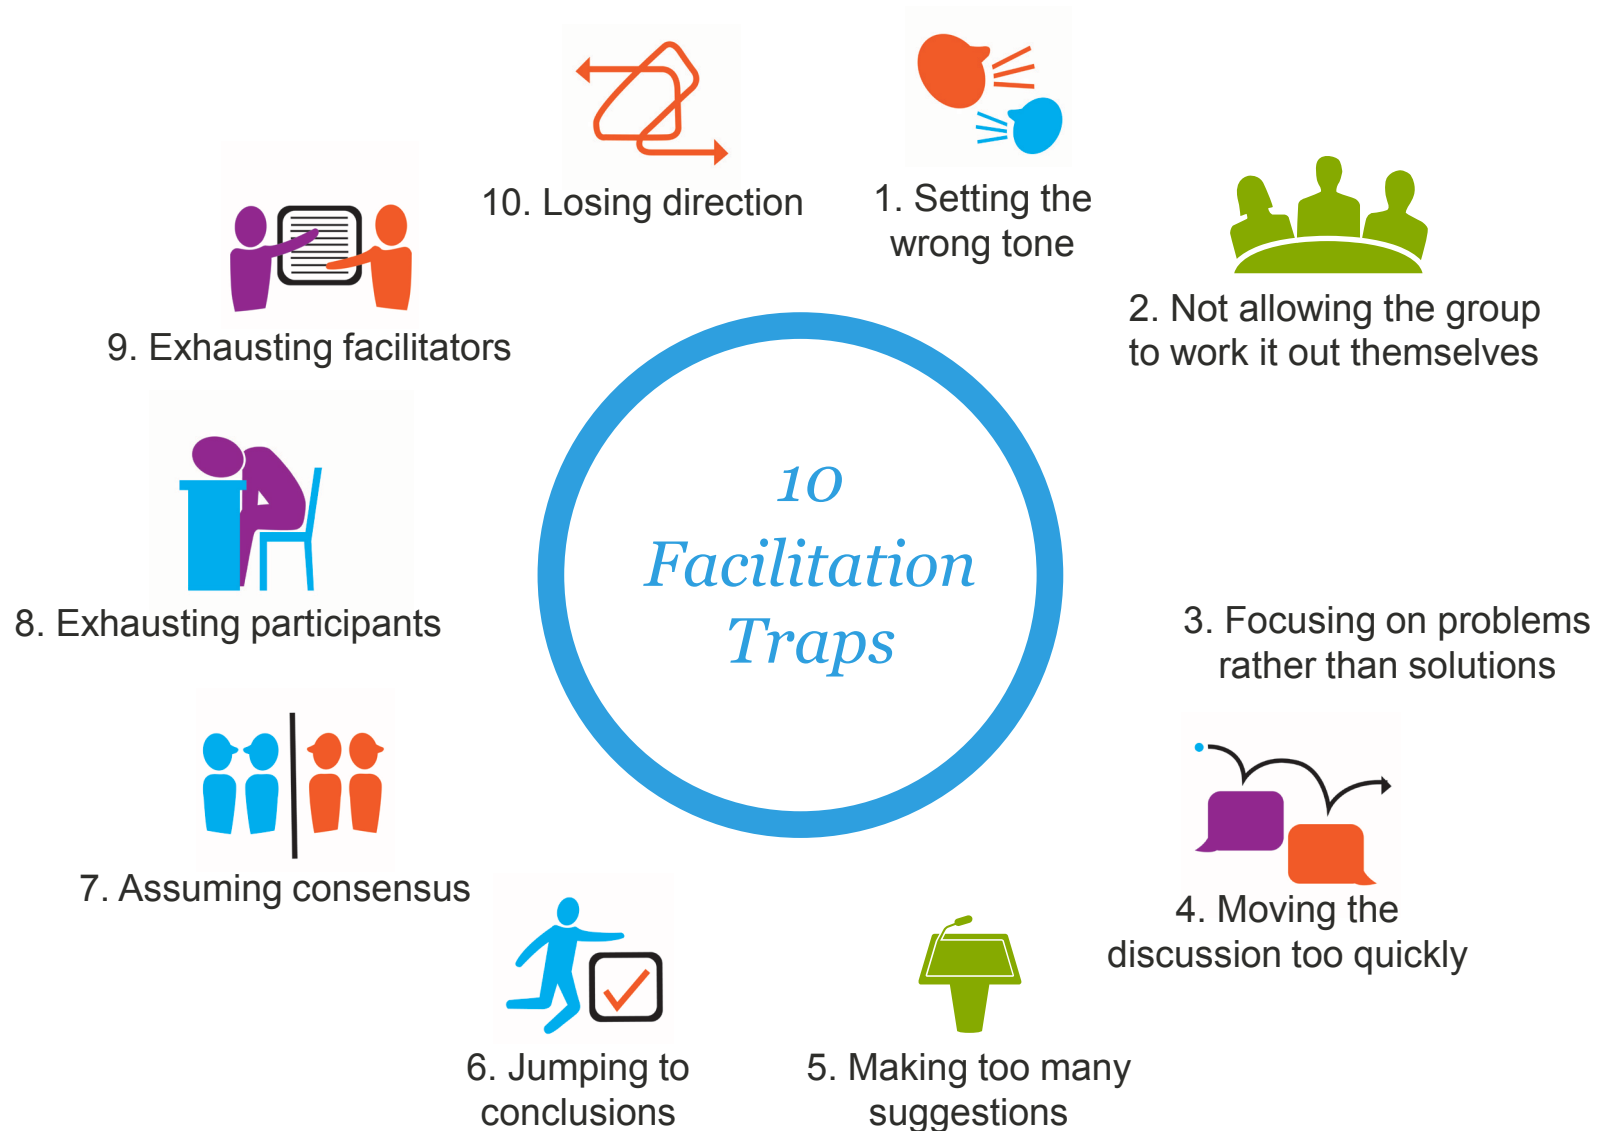 10
Facilitation
Traps
1. Setting the
wrong tone
2. Not allowing the group
to work it out themselves
3. Focusing on problems
rather than solutions
4. Moving the
discussion too quickly
5. Making too many
suggestions
6. Jumping to
conclusions
7. Assuming consensus
8. Exhausting participants
9. Exhausting facilitators
10. Losing direction